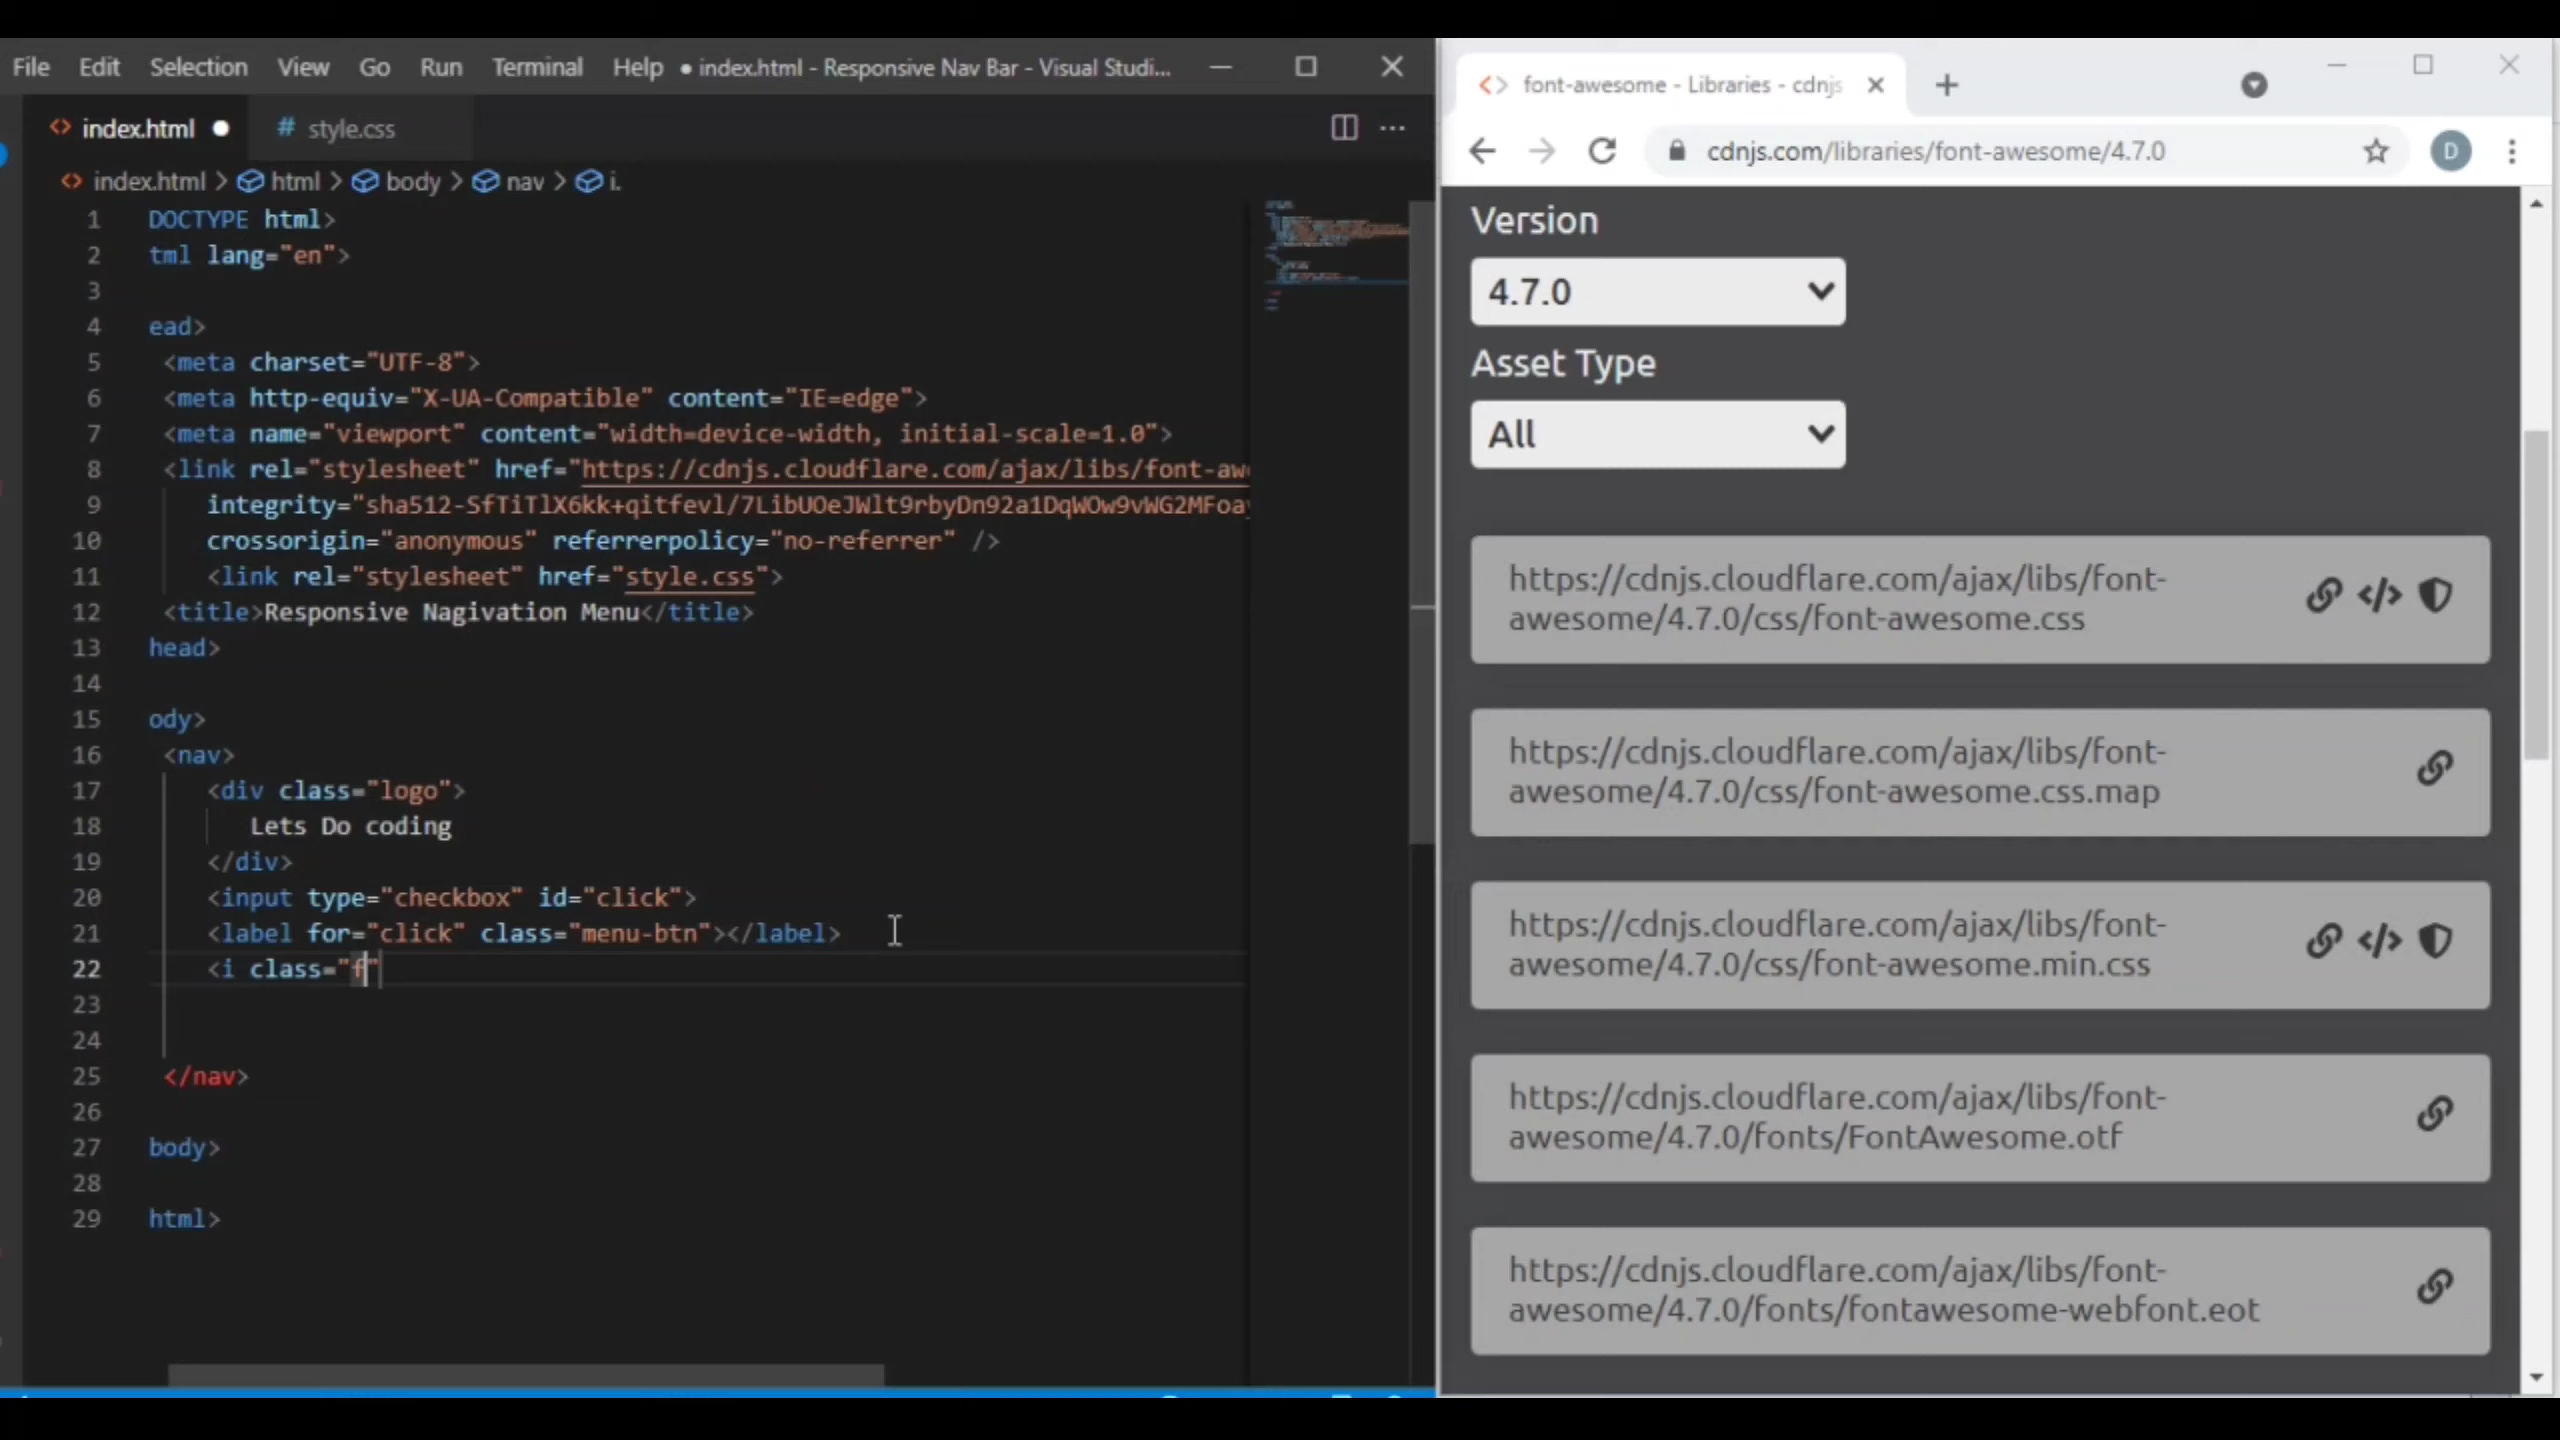 File Edit Selection View Go Run Terminal Help ● index.html - Responsive Nav Bar - Visual Studi...
index.html ● # style.css
index.html > html > body > nav > i.
1 DOCTYPE html>
2 tml lang="en">
3
4 ead>
5 <meta charset="UTF-8">
6 <meta http-equiv="X-UA-Compatible" content="IE=edge">
7 <meta name="viewport" content="width=device-width, initial-scale=1.0">
8 <link rel="stylesheet" href="https://cdnjs.cloudflare.com/ajax/libs/font-aw
9 integrity="sha512-SfTiTlX6kk+qitfevl/7LibUOeJWlt9rbyDn92a1DqWOw9vWG2MFoay
10 crossorigin="anonymous" referrerpolicy="no-referrer" />
11 <link rel="stylesheet" href="style.css">
12 <title>Responsive Nagivation Menu</title>
13 head>
14
15 ody>
16 <nav>
17 <div class="logo">
18 Lets Do coding
19 </div>
20 <input type="checkbox" id="click">
21 <label for="click" class="menu-btn"></label>
22 <i class="f"
23
24
25 </nav>
26
27 body>
28
29 html>
font-awesome - Libraries - cdnjs
cdnjs.com/libraries/font-awesome/4.7.0 D
Version
4.7.0
Asset Type
All
https://cdnjs.cloudflare.com/ajax/libs/font-
awesome/4.7.0/css/font-awesome.css
https://cdnjs.cloudflare.com/ajax/libs/font-
awesome/4.7.0/css/font-awesome.css.map
https://cdnjs.cloudflare.com/ajax/libs/font-
awesome/4.7.0/css/font-awesome.min.css
https://cdnjs.cloudflare.com/ajax/libs/font-
awesome/4.7.0/fonts/FontAwesome.otf
https://cdnjs.cloudflare.com/ajax/libs/font-
awesome/4.7.0/fonts/fontawesome-webfont.eot